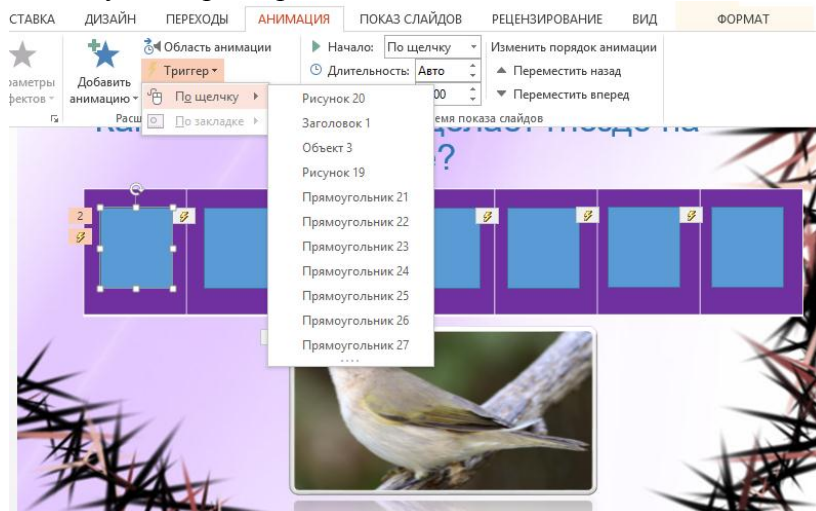 СТАВКА ДИЗАЙН ПЕРЕХОДЫ АНИМАЦИЯ ПОКАЗ СЛАЙДОВ РЕЦЕНЗИРОВАНИЕ ВИД ФОРМАТ
Область анимации
Начало: По щелчку
Изменить порядок анимации
Добавить анимацию
Триггер
Длительность: Авто
Переместить назад
По щелчку
00
Переместить вперед
По закладке
Расш
показа слайдов
Рисунок 20
Заголовок 1
Объект 3
Рисунок 19
Прямоугольник 21
Прямоугольник 22
Прямоугольник 23
Прямоугольник 24
Прямоугольник 25
Прямоугольник 26
Прямоугольник 27
?
2